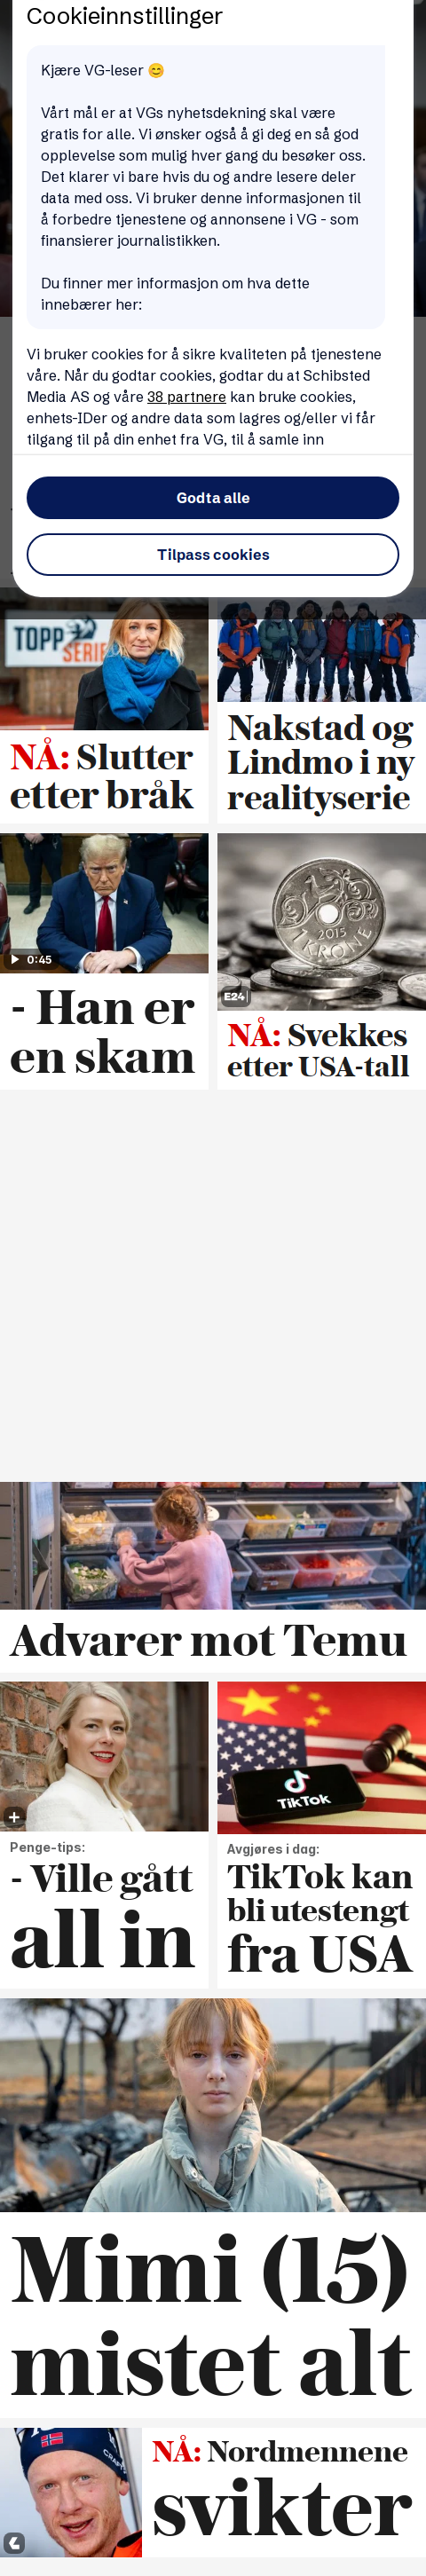 Cookieinnstillinger
Kjære VG-leser 😊
Vårt mål er at VGs nyhetsdekning skal være
gratis for alle. Vi ønsker også å gi deg en så god
opplevelse som mulig hver gang du besøker oss.
Det klarer vi bare hvis du og andre lesere deler
data med oss. Vi bruker denne informasjonen til
å forbedre tjenestene og annonsene i VG - som
finansierer journalistikken.
Du finner mer informasjon om hva dette
innebærer her:
Vi bruker cookies for å sikre kvaliteten på tjenestene
våre. Når du godtar cookies, godtar du at Schibsted
Media AS og våre 38 partnere kan bruke cookies,
enhets-IDer og andre data som lagres og/eller vi får
tilgang til på din enhet fra VG, til å samle inn
Godta alle
Tilpass cookies
TOPP
SERIE
NÅ: Slutter
etter bråk
Nakstad og
Lindmo i ny
realityserie
0:45
- Han er
en skam
1 KRONE
2015
E24
NÅ: Svekkes
etter USA-tall
Advarer mot Temu
Penge-tips:
- Ville gått
all in
TikTok
Avgjøres i dag:
TikTok kan
bli utestengt
fra USA
Mimi (15)
mistet alt
NÅ: Nordmennene
svikter